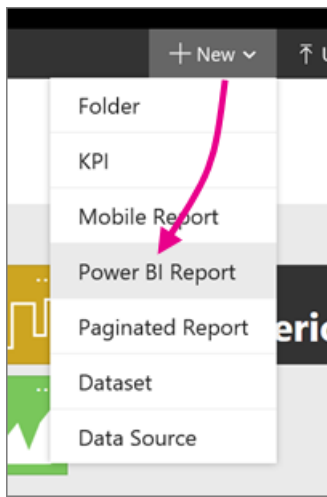 New
Folder
KPI
Mobile Report
Power BI Report
Paginated Report
Dataset
Data Source